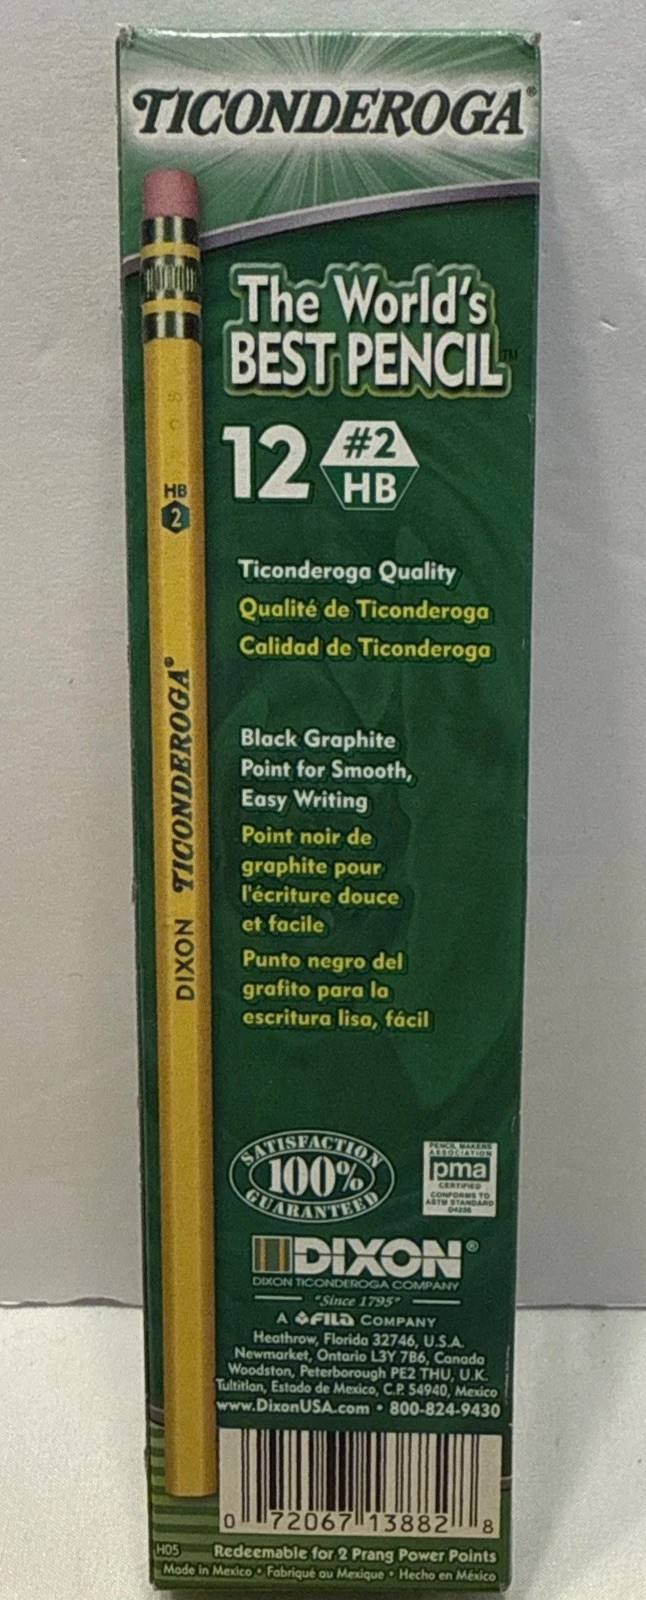 TICONDEROGA®
The World's
BEST PENCIL™
12 #2
HB
HB
2
DIXON TICONDEROGA®
Ticonderoga Quality
Qualité de Ticonderoga
Calidad de Ticonderoga
Black Graphite
Point for Smooth,
Easy Writing
Point noir de
graphite pour
l'écriture douce
et facile
Punto negro del
grafito para la
escritura lisa, fácil
SATISFACTION
100%
GUARANTEED
PENCIL MAKERS
ASSOCIATION
pma
CERTIFIED
CONFORMS TO
ASTM STANDARD
D4236
DIXON®
DIXON TICONDEROGA COMPANY
"Since 1795"
A FILA COMPANY
Heathrow, Florida 32746, U.S.A.
Newmarket, Ontario L3Y 7B6, Canada
Woodston, Peterborough PE2 7HU, U.K.
Tultitlan, Estado de Mexico, C.P. 54940, Mexico
www.DixonUSA.com • 800-824-9430
0 72067 13882 8
H05 Redeemable for 2 Prang Power Points
Made in Mexico • Fabriqué au Mexique • Hecho en México